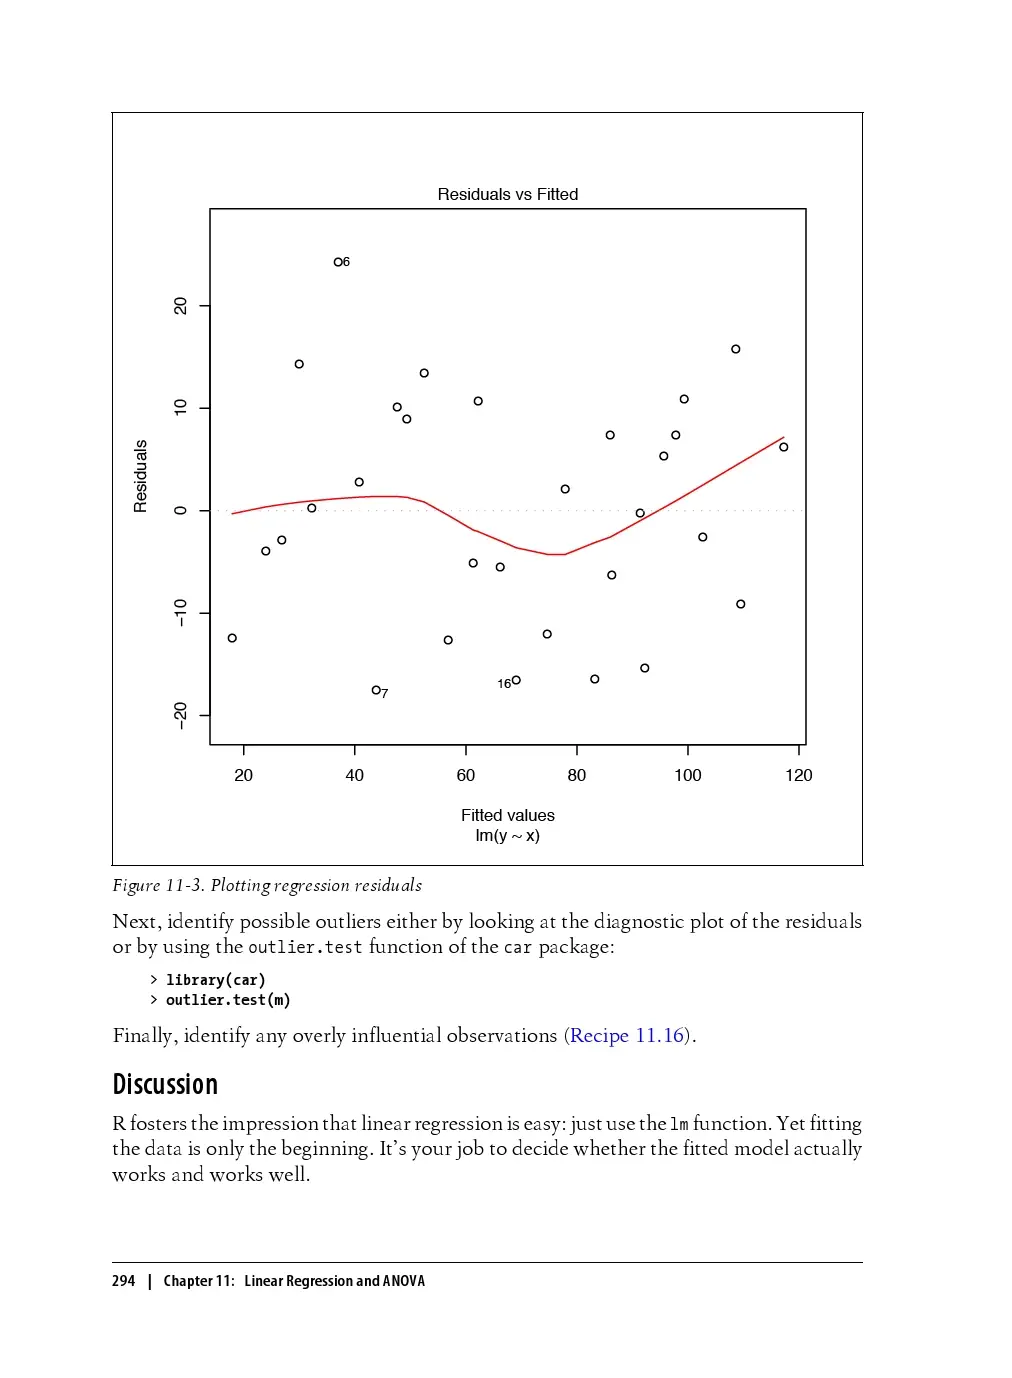 Residuals vs Fitted
6
7
16
20
10
0
−10
−20
Residuals
20 40 60 80 100 120
Fitted values
lm(y ~ x)
Figure 11-3. Plotting regression residuals
Next, identify possible outliers either by looking at the diagnostic plot of the residuals
or by using the outlier.test function of the car package:
> library(car)
> outlier.test(m)
Finally, identify any overly influential observations (Recipe 11.16).
Discussion
R fosters the impression that linear regression is easy: just use the lm function. Yet fitting
the data is only the beginning. It’s your job to decide whether the fitted model actually
works and works well.
294 | Chapter 11: Linear Regression and ANOVA